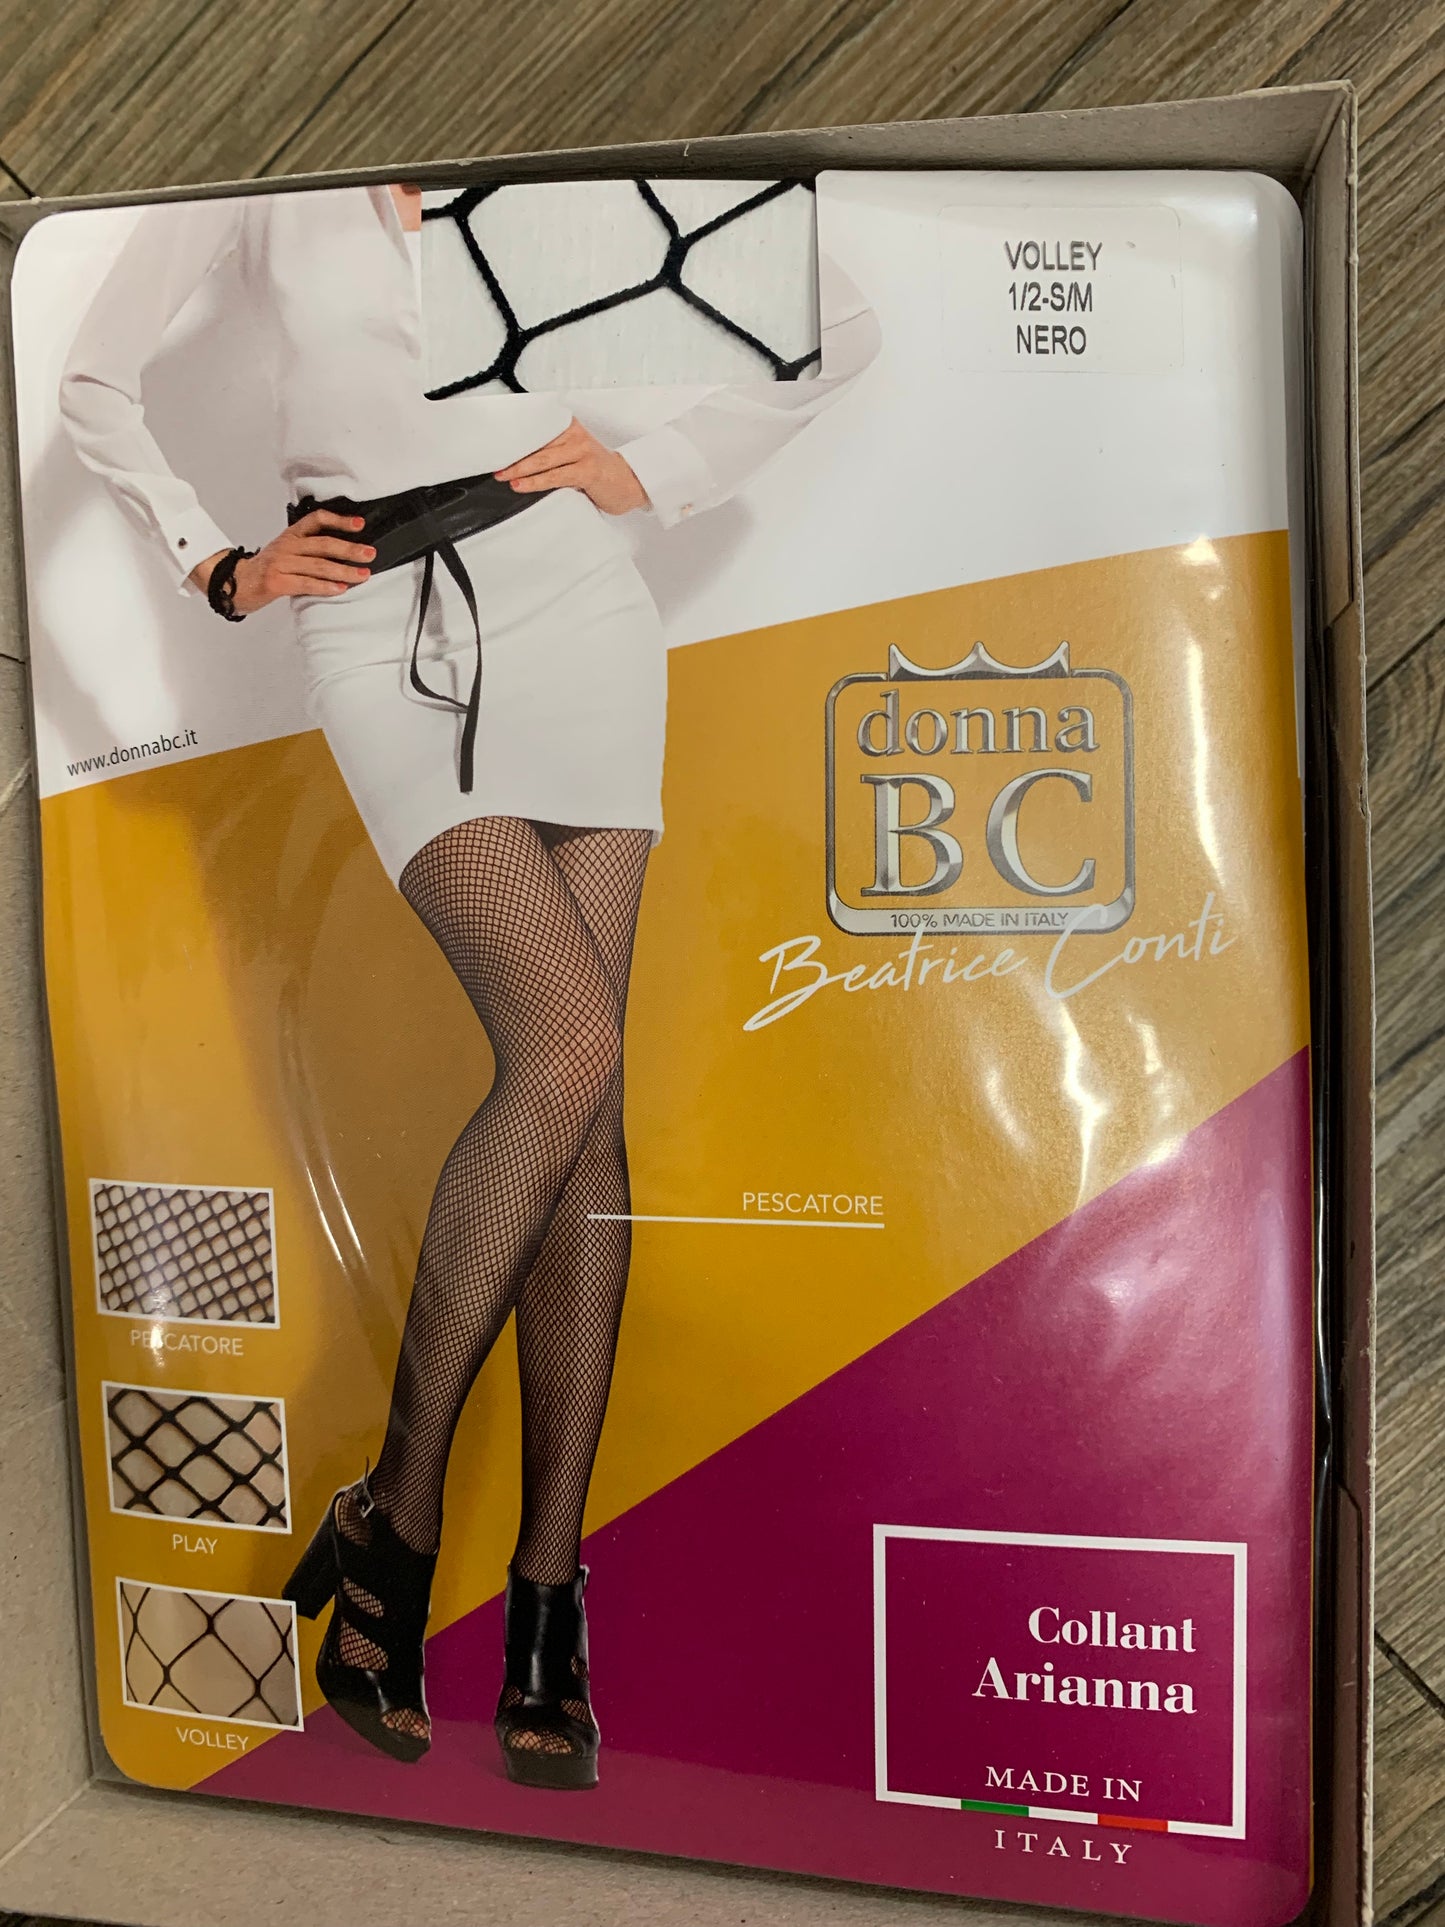 VOLLEY
1/2-S/M
NERO
www.donnabc.it
donna
BC
100% MADE IN ITALY
Beatrice Conti
PESCATORE
PESCATORE
PLAY
VOLLEY
Collant
Arianna
MADE IN
ITALY